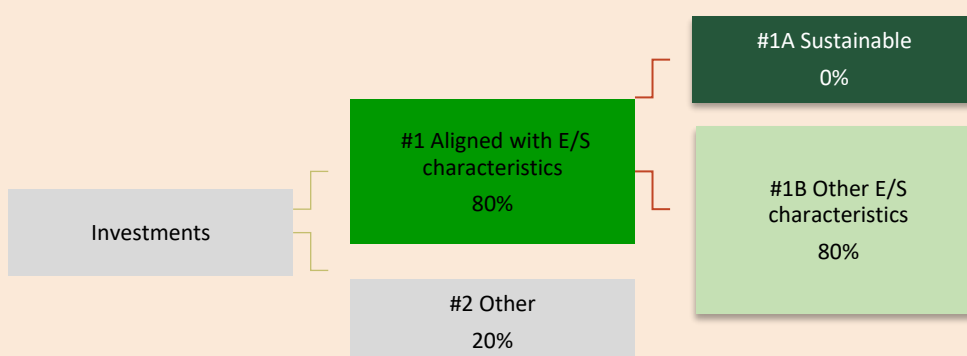 Investments
#1 Aligned with E/S
characteristics
80%
#2 Other
20%
#1A Sustainable
0%
#1B Other E/S
characteristics
80%